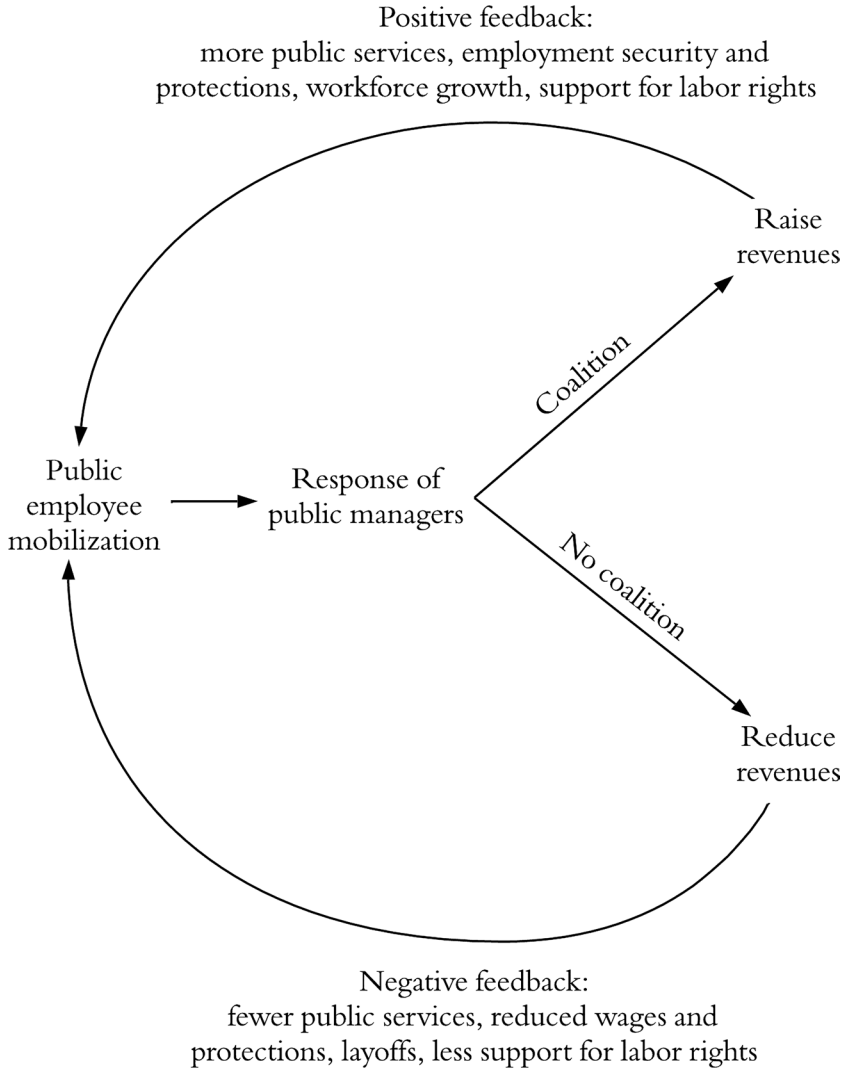 Positive feedback:
more public services, employment security and
protections, workforce growth, support for labor rights
Raise
revenues
Coalition
Public
employee
mobilization
Response of
public managers
No coalition
Reduce
revenues
Negative feedback:
fewer public services, reduced wages and
protections, layoffs, less support for labor rights